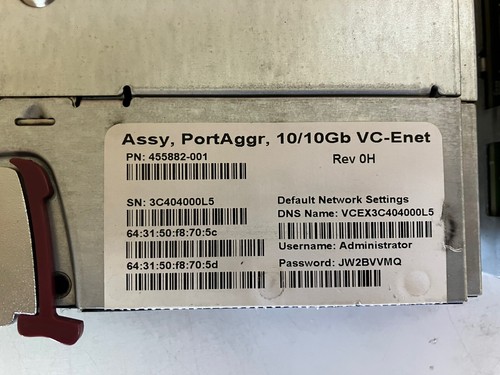 Assy, PortAggr, 10/10Gb VC-Enet
PN: 455882-001
Rev 0H
SN: 3C404000L5
Default Network Settings
DNS Name: VCEX3C404000L5
64:31:50:f8:70:5c
Username: Administrator
64:31:50:f8:70:5d
Password: JW2BVVMQ